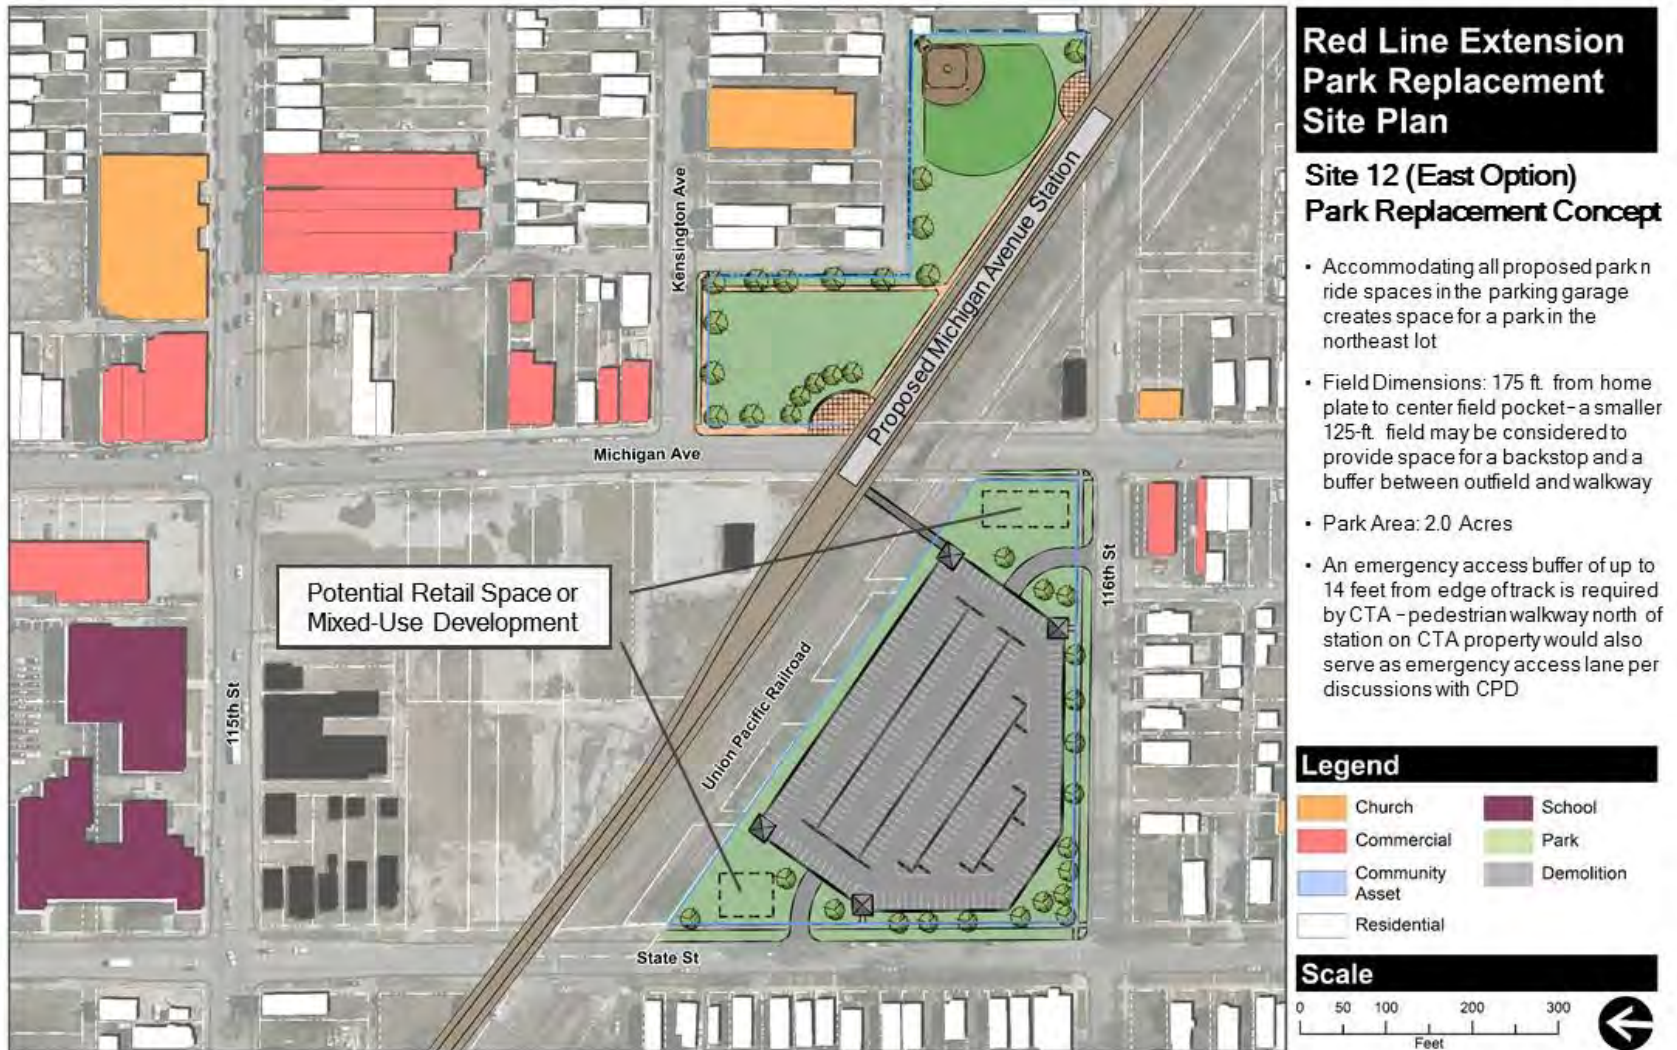 Red Line Extension
Park Replacement
Site Plan
Site 12 (East Option)
Park Replacement Concept
• Accommodating all proposed park n
ride spaces in the parking garage
creates space for a park in the
northeast lot
• Field Dimensions: 175 ft. from home
plate to center field pocket – a smaller
125-ft. field may be considered to
provide space for a backstop and a
buffer between outfield and walkway
• Park Area: 2.0 Acres
• An emergency access buffer of up to
14 feet from edge of track is required
by CTA – pedestrian walkway north of
station on CTA property would also
serve as emergency access lane per
discussions with CPD
Legend
Church
Commercial
Community
Asset
Residential
School
Park
Demolition
Scale
0 50 100 200 300
Feet
Kensington Ave
Proposed Michigan Avenue Station
Michigan Ave
Potential Retail Space or
Mixed-Use Development
115th St
116th St
Union Pacific Railroad
State St